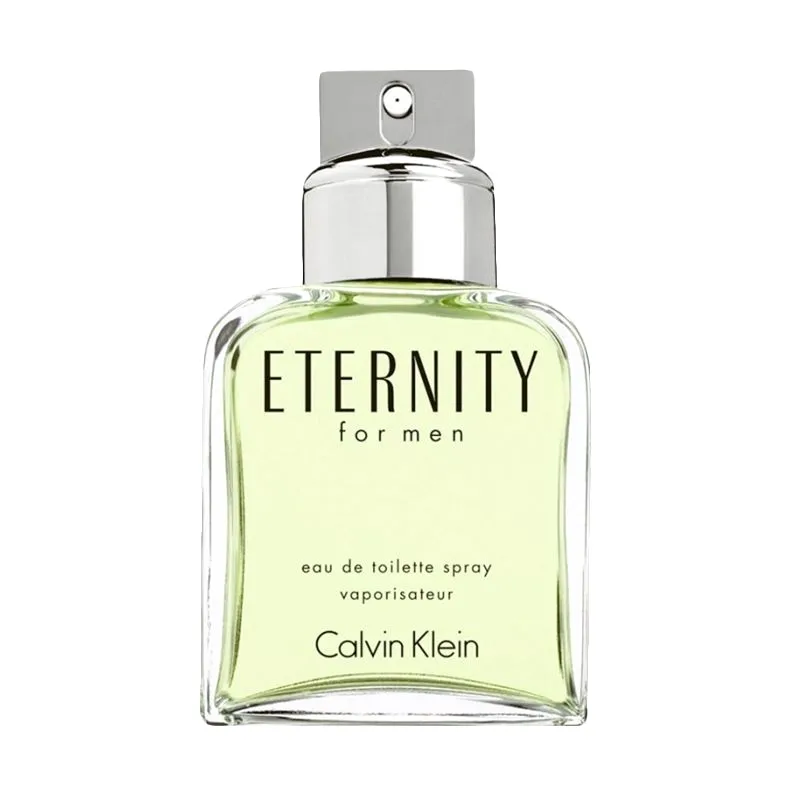 ETERNITY
for men
eau de toilette spray
vaporisateur
Calvin Klein